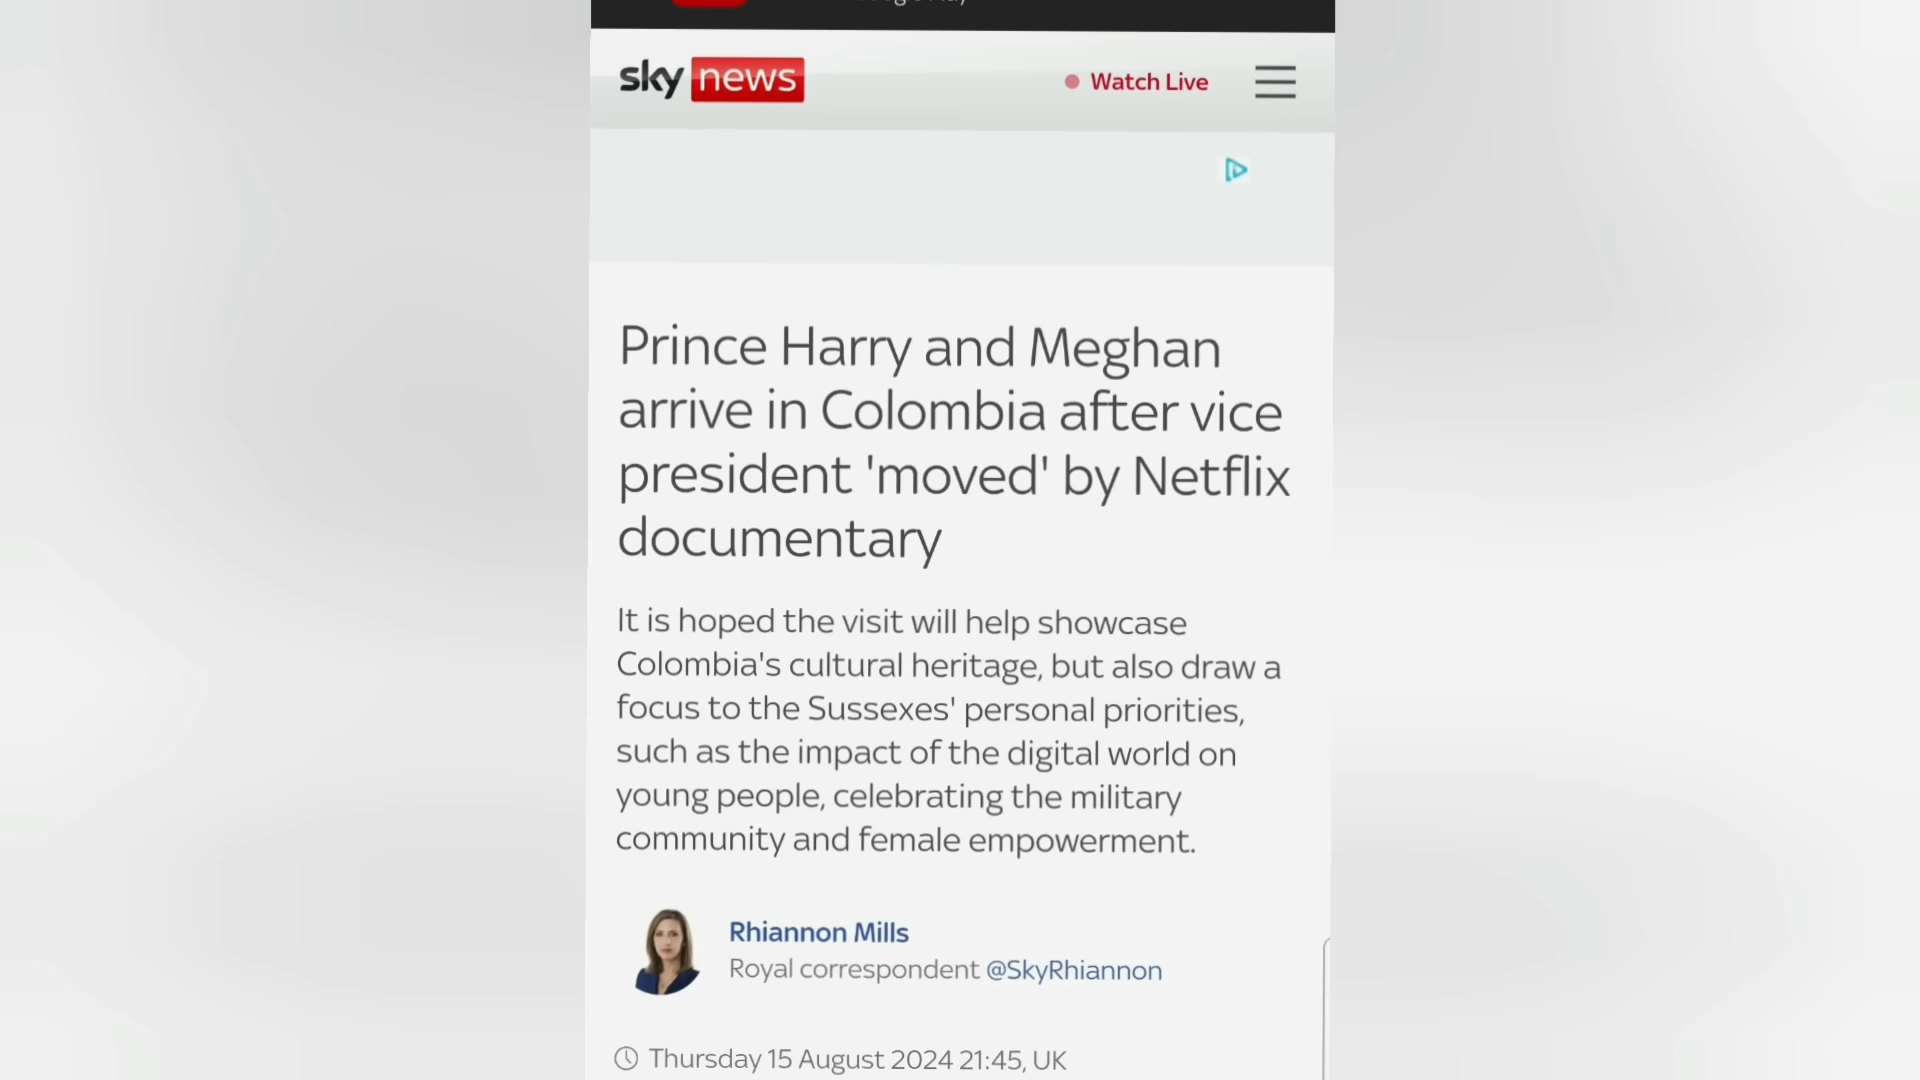 sky news
Watch Live
Prince Harry and Meghan
arrive in Colombia after vice
president 'moved' by Netflix
documentary
It is hoped the visit will help showcase
Colombia's cultural heritage, but also draw a
focus to the Sussexes' personal priorities,
such as the impact of the digital world on
young people, celebrating the military
community and female empowerment.
Rhiannon Mills
Royal correspondent @SkyRhiannon
Thursday 15 August 2024 21:45, UK